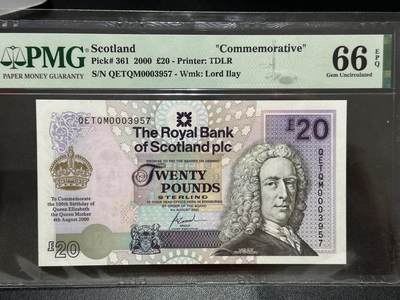 PMG
PAPER MONEY GUARANTY
Scotland "Commemorative"
Pick# 361 2000 £20 - Printer: TDLR
S/N QETQM0003957 - Wmk: Lord Ilay
66 EPQ
Gem Uncirculated
QETQM0003957
The Royal Bank
of Scotland plc
£20
TWENTY
POUNDS
STERLING
QETQM0003957
To Commemorate
the 100th Birthday of
Queen Elizabeth
the Queen Mother
4th August 2000
£20